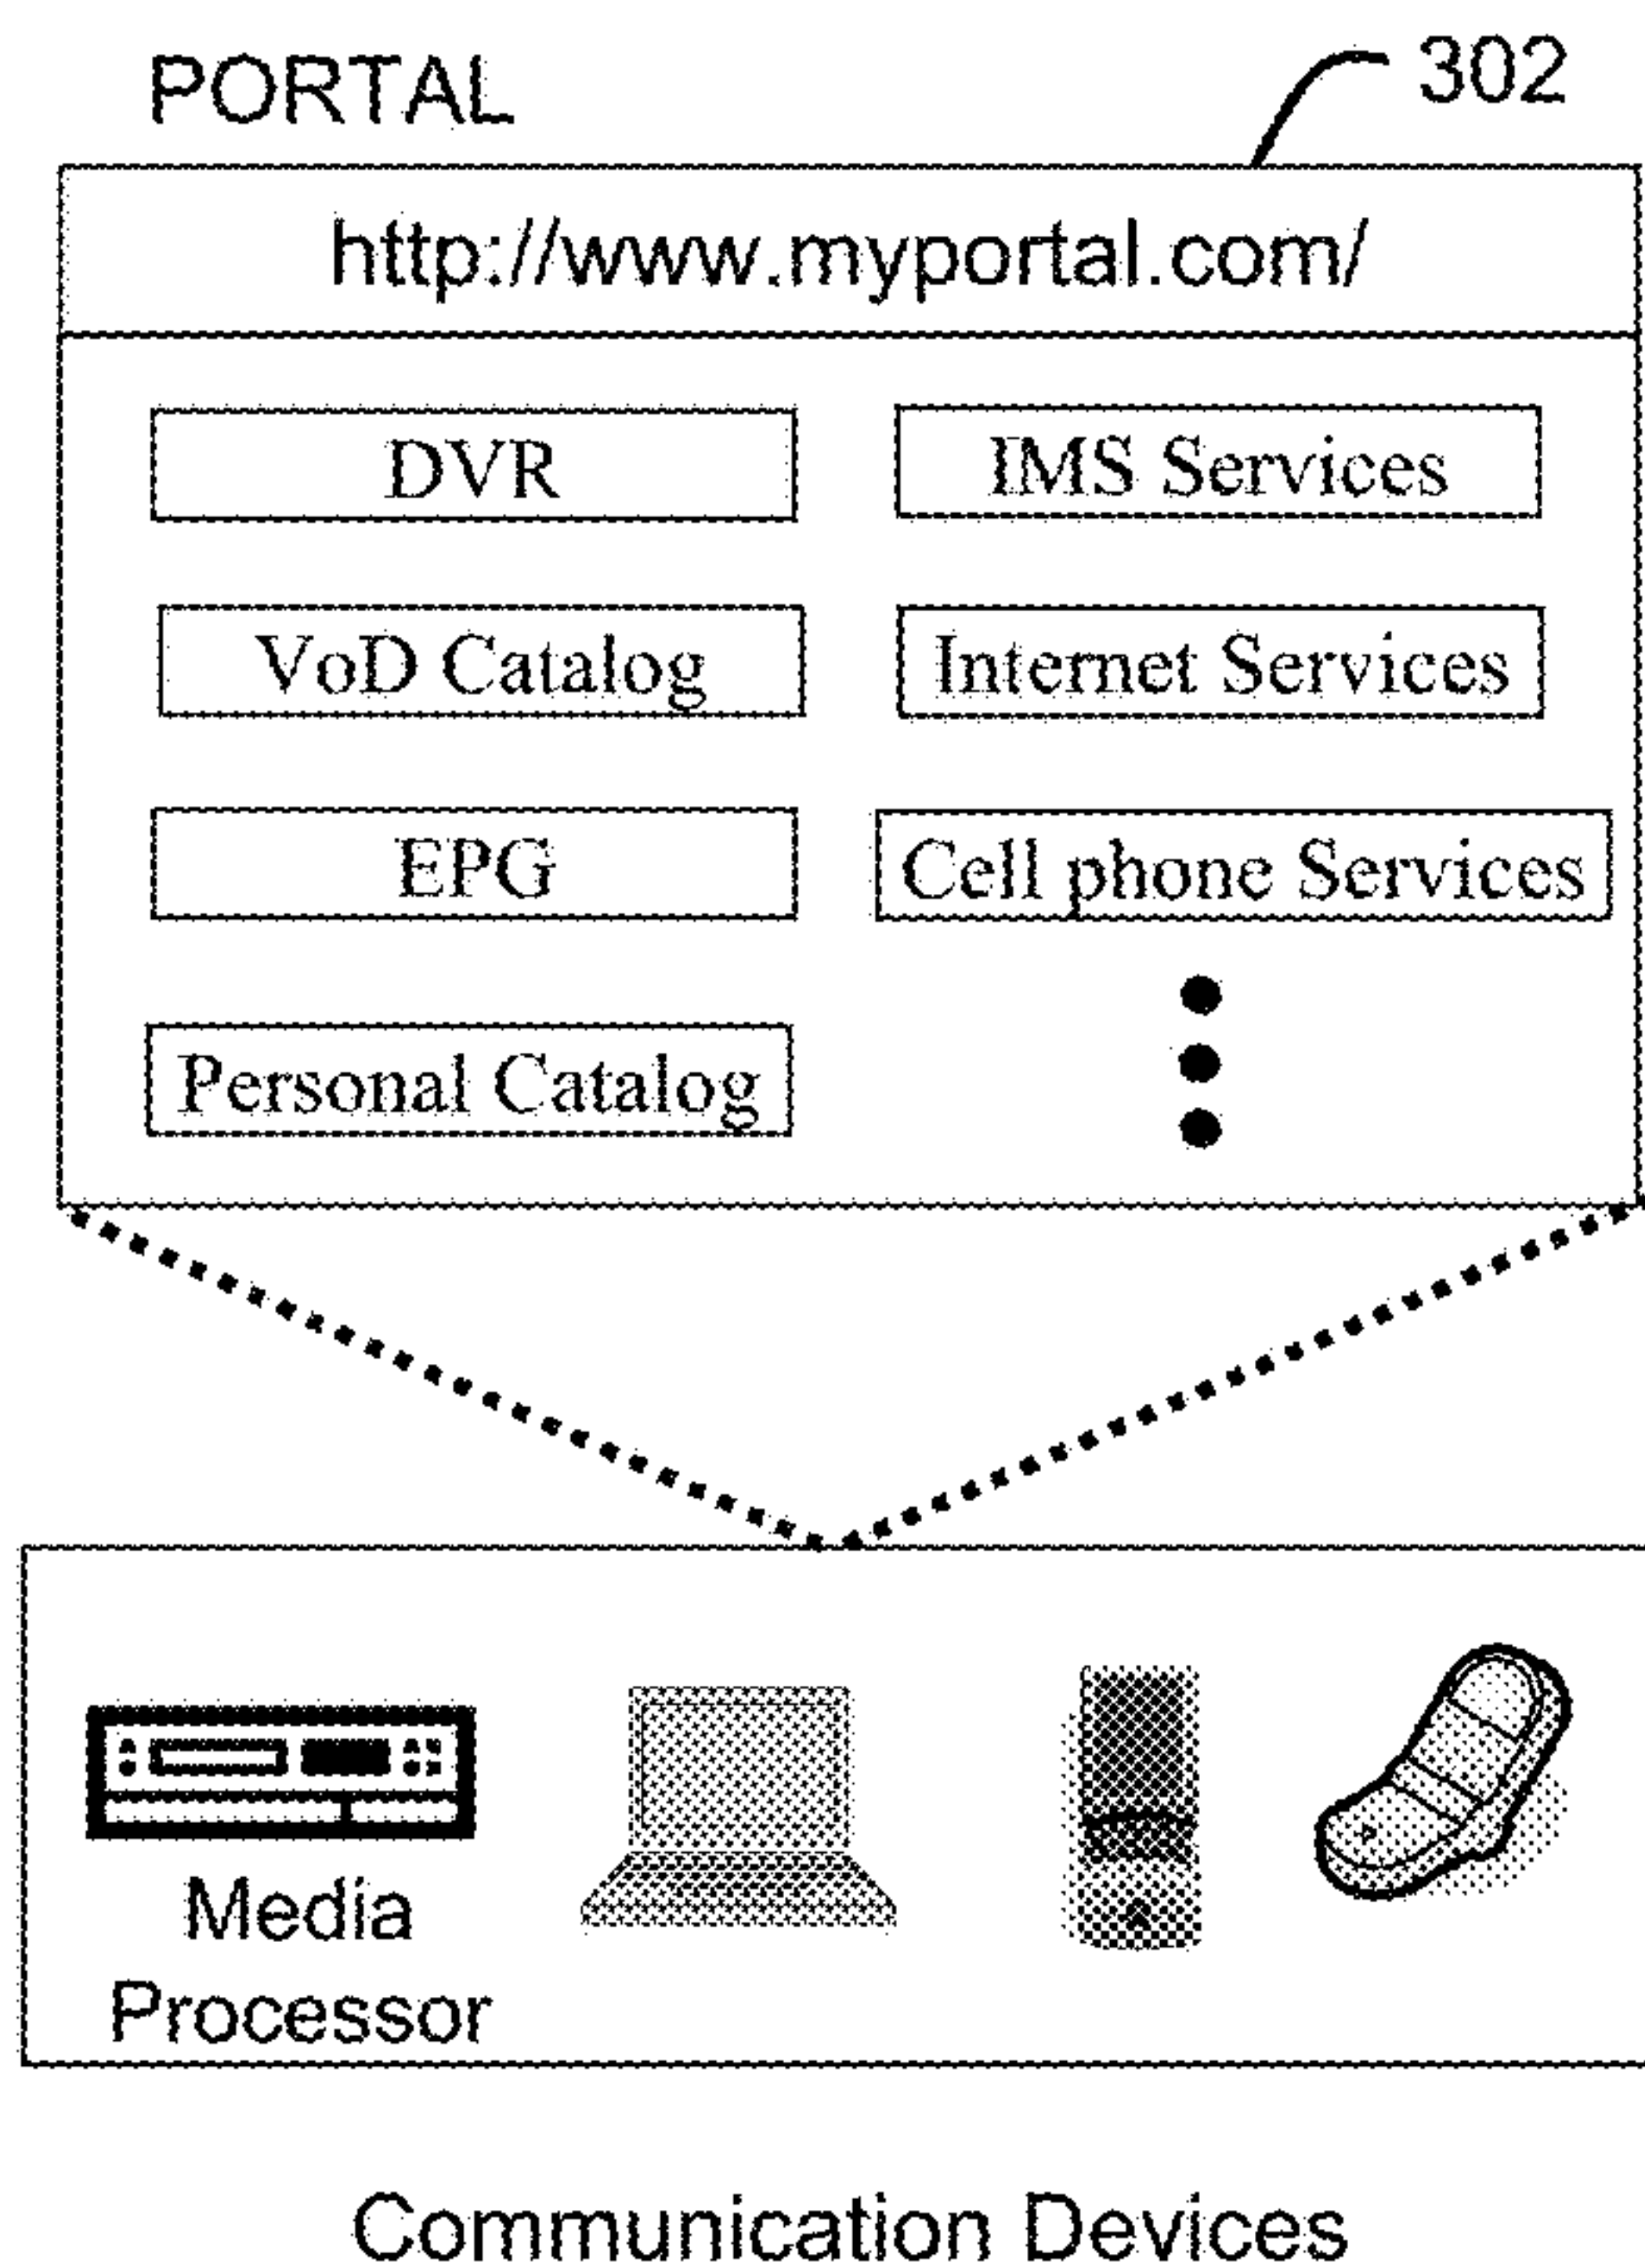 PORTAL
302
http://www.myportal.com/
DVR
IMS Services
VoD Catalog
Internet Services
EPG
Cell phone Services
Personal Catalog
Media
Processor
Communication Devices